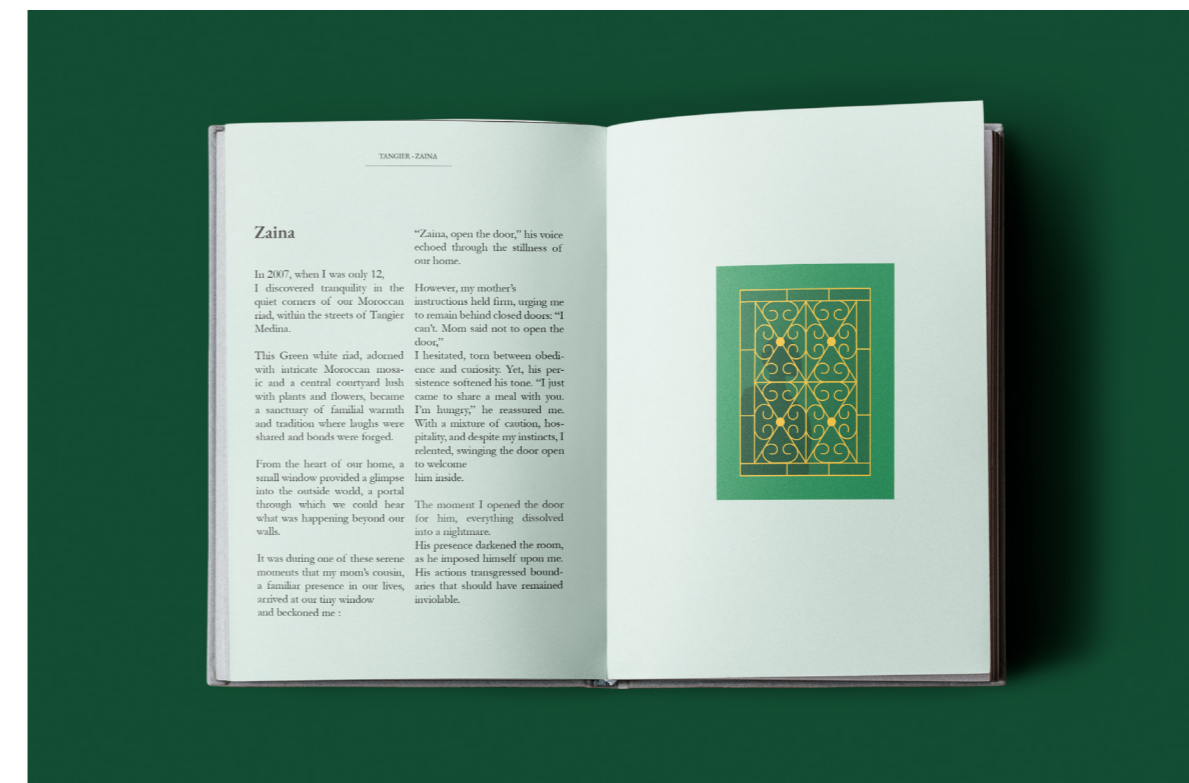 TANGIER - ZAINA
Zaina
In 2007, when I was only 12,
I discovered tranquility in the
quiet corners of our Moroccan
riad, within the streets of Tangier
Medina.
This Green white riad, adorned
with intricate Moroccan mosa-
ic and a central courtyard lush
with plants and flowers, became
a sanctuary of familial warmth
and tradition where laughs were
shared and bonds were forged.
From the heart of our home, a
small window provided a glimpse
into the outside world, a portal
through which we could hear
what was happening beyond our
walls.
It was during one of these serene
moments that my mom's cousin,
a familiar presence in our lives,
arrived at our tiny window
and beckoned me :
“Zaina, open the door,” his voice
echoed through the stillness of
our home.
However, my mother's
instructions held firm, urging me
to remain behind closed doors: “I
can't. Mom said not to open the
door,”
I hesitated, torn between obedi-
ence and curiosity. Yet, his per-
sistence softened his tone. “I just
came to share a meal with you.
I'm hungry,” he reassured me.
With a mixture of caution, hos-
pitality, and despite my instincts, I
relented, swinging the door open
to welcome
him inside.
The moment I opened the door
for him, everything dissolved
into a nightmare.
His presence darkened the room,
as he imposed himself upon me.
His actions transgressed bound-
aries that should have remained
inviolable.